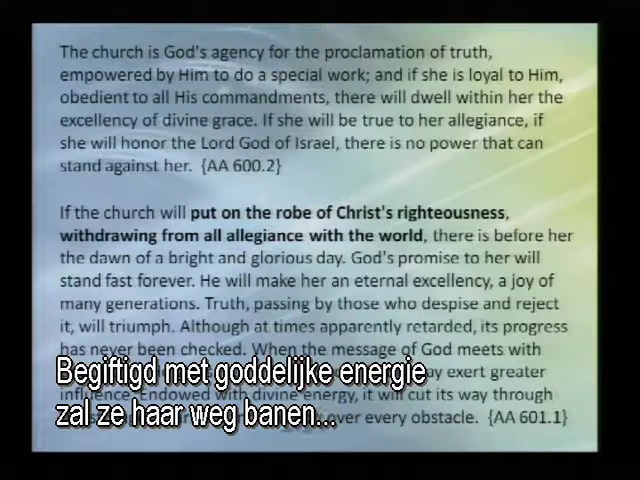 The church is God's agency for the proclamation of truth,
empowered by Him to do a special work; and if she is loyal to Him,
obedient to all His commandments, there will dwell within her the
excellency of divine grace. If she will be true to her allegiance, if
she will honor the Lord God of Israel, there is no power that can
stand against her. {AA 600.2}
If the church will put on the robe of Christ's righteousness,
withdrawing from all allegiance with the world, there is before her
the dawn of a bright and glorious day. God's promise to her will
stand fast forever. He will make her an eternal excellency, a joy of
many generations. Truth, passing by those who despise and reject
it, will triumph. Although at times apparently retarded, its progress
has never been checked. When the message of God meets with
exert greater
influence. Endowed with divine energy, it will cut its way through
over every obstacle. {AA 601.1}
Begiftigd met goddelijke energie
zal ze haar weg banen...